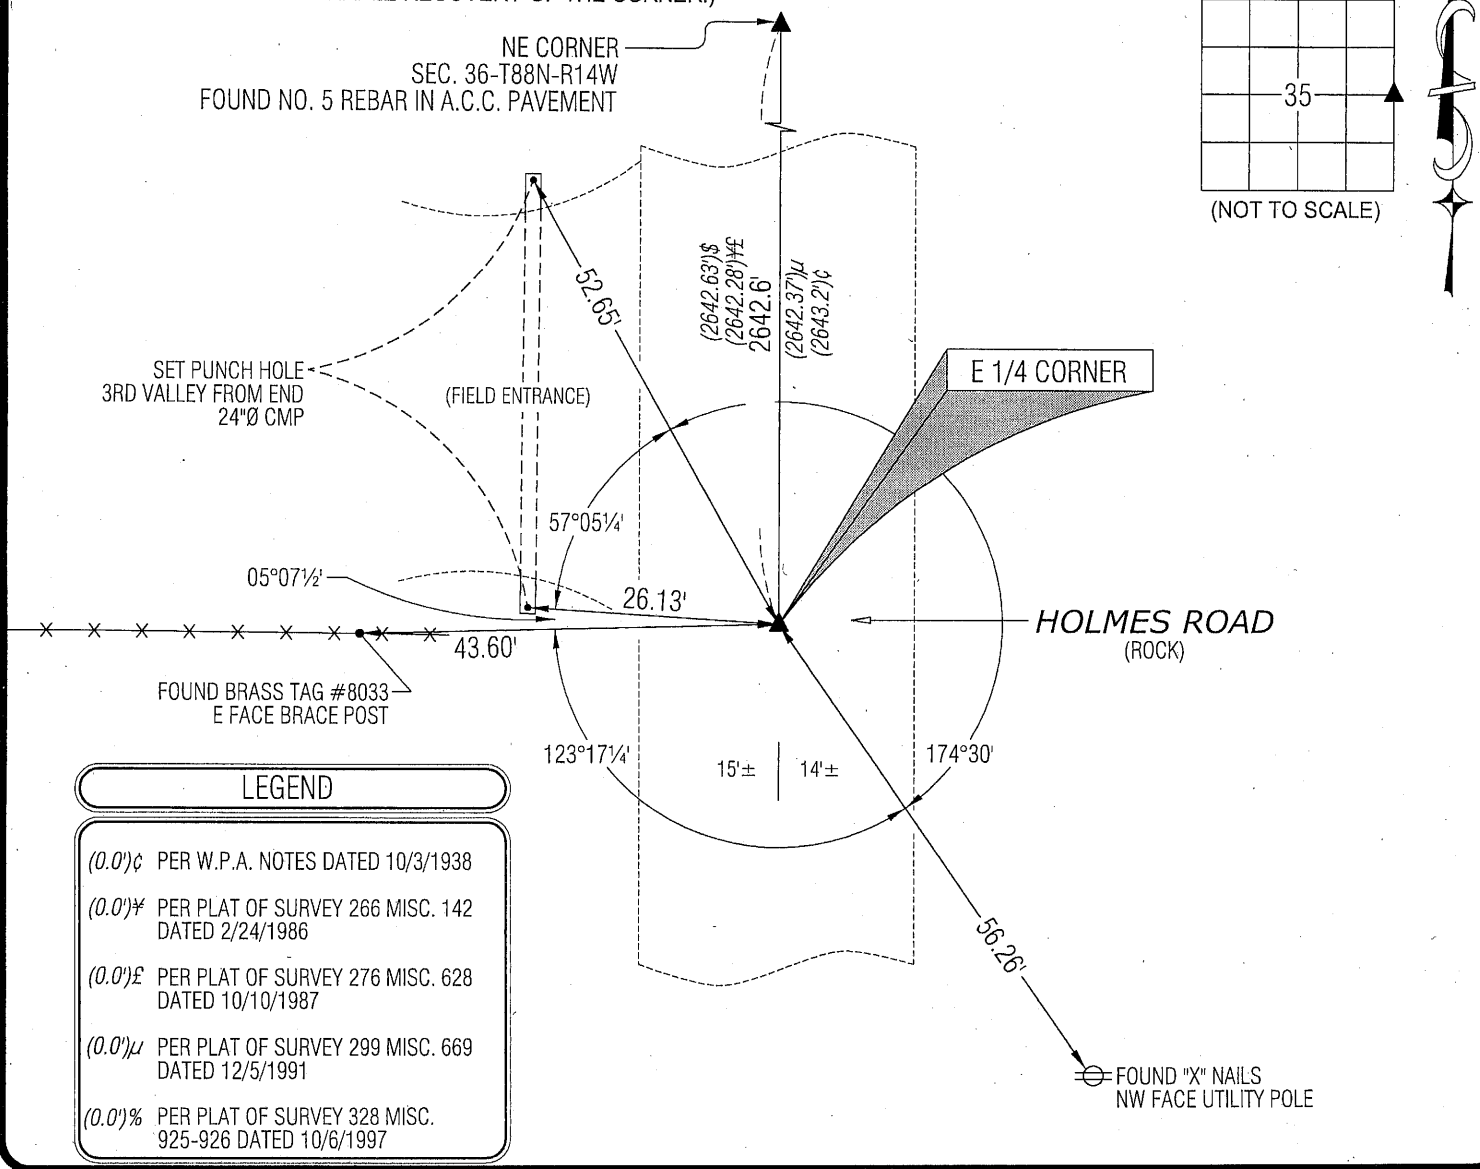 NE CORNER
SEC. 36-T88N-R14W
FOUND NO. 5 REBAR IN A.C.C. PAVEMENT
35
(NOT TO SCALE)
52.65'
(2642.63')$
(2642.28')¥£
2642.6'
(2642.37')µ
(2643.2')¢
SET PUNCH HOLE
3RD VALLEY FROM END
24"Ø CMP
(FIELD ENTRANCE)
E 1/4 CORNER
57°05¼'
05°07½'
26.13'
43.60'
HOLMES ROAD
(ROCK)
FOUND BRASS TAG #8033
E FACE BRACE POST
123°17¼'
15'±
14'±
174°30'
56.26'
FOUND "X" NAILS
NW FACE UTILITY POLE
LEGEND
(0.0')¢ PER W.P.A. NOTES DATED 10/3/1938
(0.0')¥ PER PLAT OF SURVEY 266 MISC. 142
DATED 2/24/1986
(0.0')£ PER PLAT OF SURVEY 276 MISC. 628
DATED 10/10/1987
(0.0')µ PER PLAT OF SURVEY 299 MISC. 669
DATED 12/5/1991
(0.0')% PER PLAT OF SURVEY 328 MISC.
925-926 DATED 10/6/1997